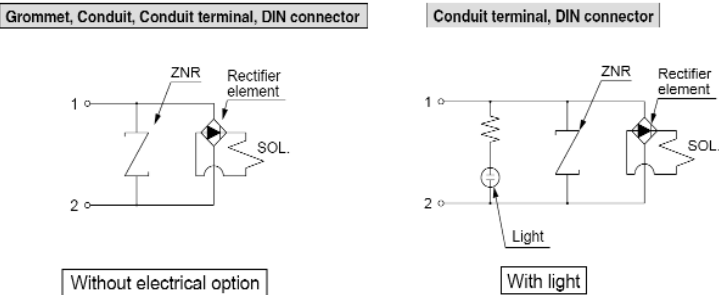 Grommet, Conduit, Conduit terminal, DIN connector
ZNR
Rectifier
element
1
SOL.
2
Without electrical option
Conduit terminal, DIN connector
ZNR
Rectifier
element
1
SOL.
2
Light
With light